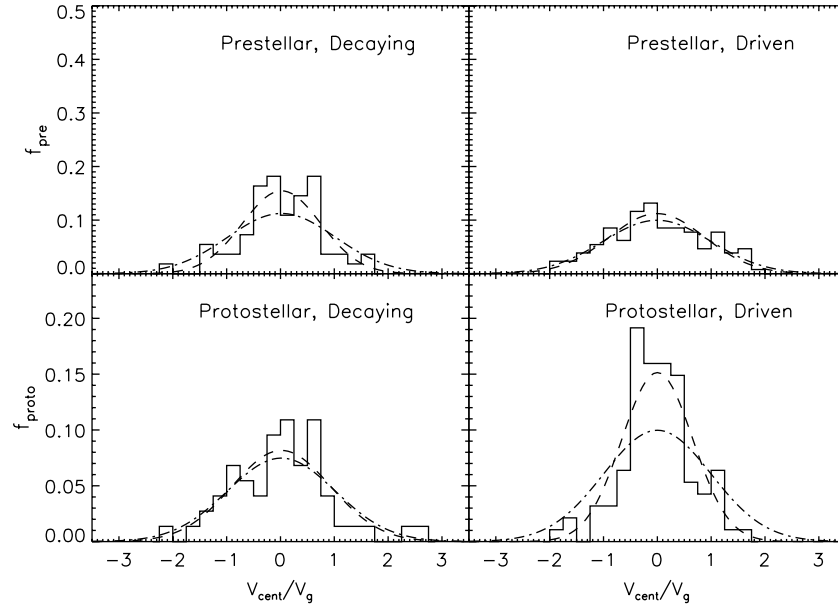 0.5
0.4
0.3
0.2
0.1
0.0
f_pre
Prestellar, Decaying
Prestellar, Driven
0.20
0.15
0.10
0.05
0.00
f_proto
Protostellar, Decaying
Protostellar, Driven
−3 −2 −1 0 1 2 3
−3 −2 −1 0 1 2 3
V_cent/V_g
V_cent/V_g